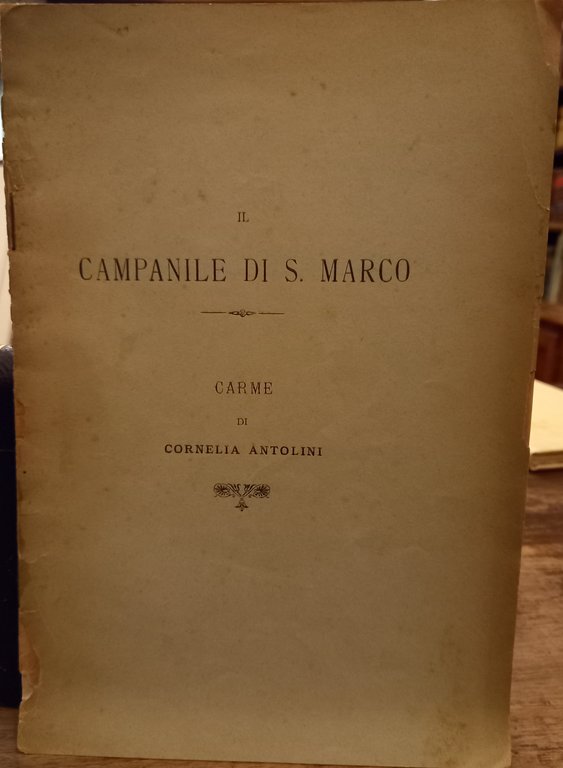 IL
CAMPANILE DI S. MARCO
CARME
DI
CORNELIA ANTOLINI